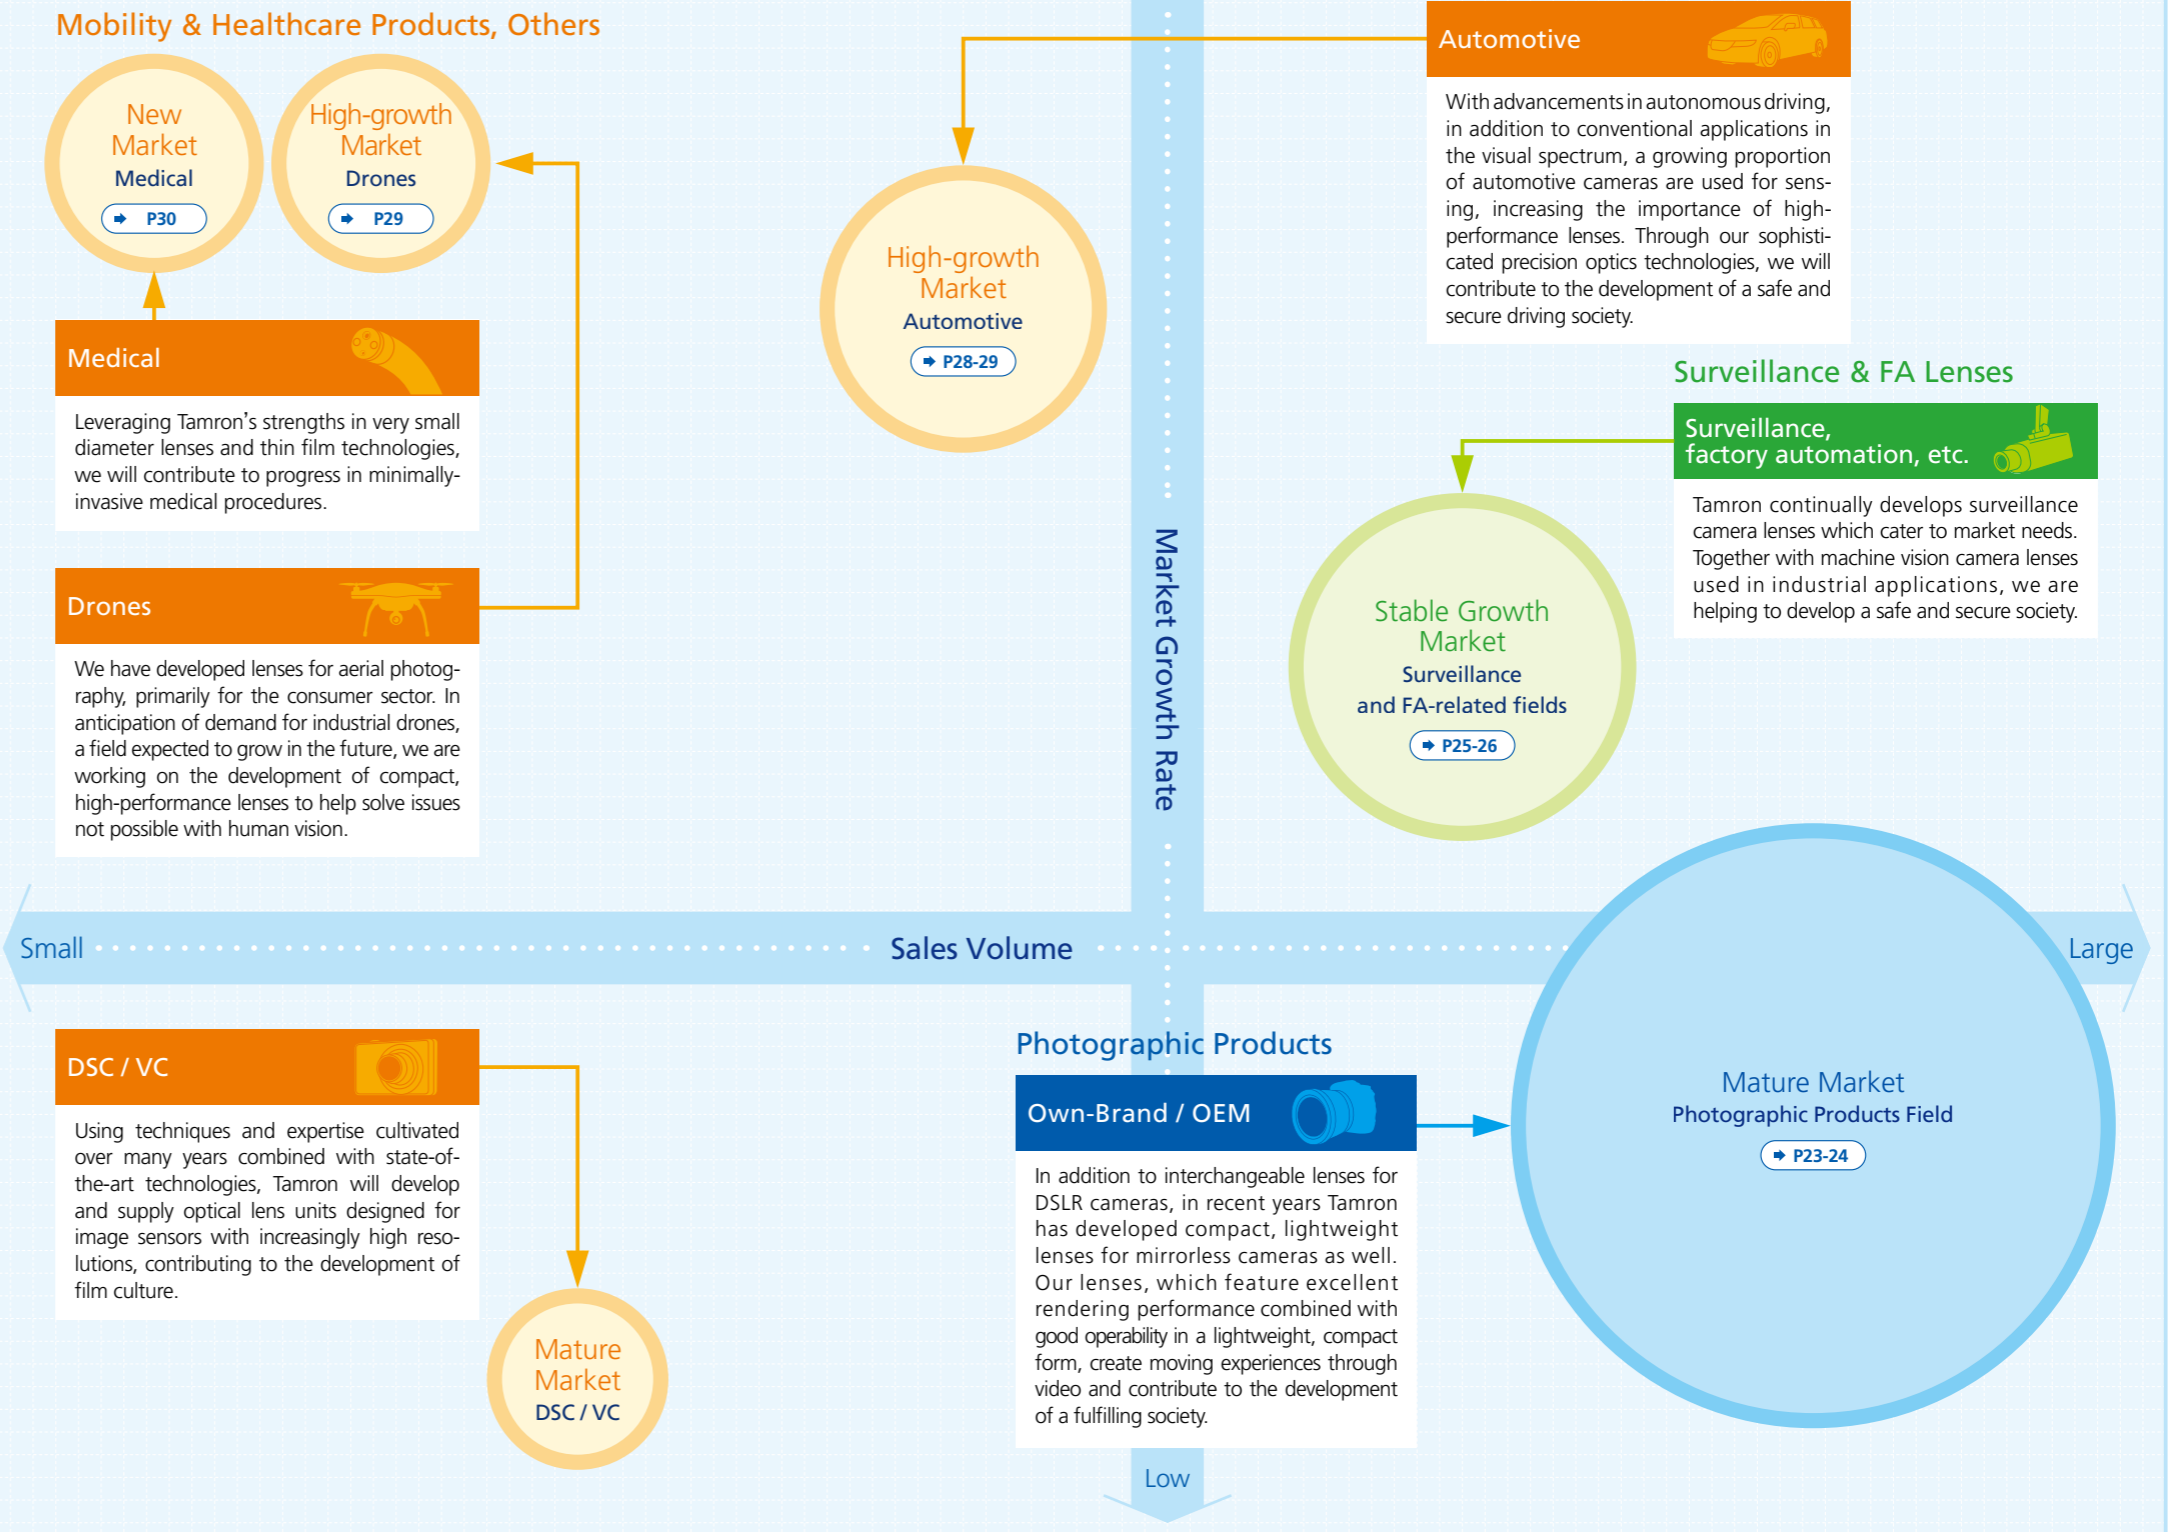 Mobility & Healthcare Products, Others
New
Market
Medical
P30
High-growth
Market
Drones
P29
Medical
Leveraging Tamron's strengths in very small
diameter lenses and thin film technologies,
we will contribute to progress in minimally-
invasive medical procedures.
Drones
We have developed lenses for aerial photog-
raphy, primarily for the consumer sector. In
anticipation of demand for industrial drones,
a field expected to grow in the future, we are
working on the development of compact,
high-performance lenses to help solve issues
not possible with human vision.
High-growth
Market
Automotive
P28-29
Automotive
With advancements in autonomous driving,
in addition to conventional applications in
the visual spectrum, a growing proportion
of automotive cameras are used for sens-
ing, increasing the importance of high-
performance lenses. Through our sophisti-
cated precision optics technologies, we will
contribute to the development of a safe and
secure driving society.
Surveillance & FA Lenses
Surveillance,
factory automation, etc.
Tamron continually develops surveillance
camera lenses which cater to market needs.
Together with machine vision camera lenses
used in industrial applications, we are
helping to develop a safe and secure society.
Market Growth Rate
Stable Growth
Market
Surveillance
and FA-related fields
P25-26
Small
Sales Volume
Large
DSC / VC
Using techniques and expertise cultivated
over many years combined with state-of-
the-art technologies, Tamron will develop
and supply optical lens units designed for
image sensors with increasingly high reso-
lutions, contributing to the development of
film culture.
Mature
Market
DSC / VC
Photographic Products
Own-Brand / OEM
In addition to interchangeable lenses for
DSLR cameras, in recent years Tamron
has developed compact, lightweight
lenses for mirrorless cameras as well.
Our lenses, which feature excellent
rendering performance combined with
good operability in a lightweight, compact
form, create moving experiences through
video and contribute to the development
of a fulfilling society.
Mature Market
Photographic Products Field
P23-24
Low